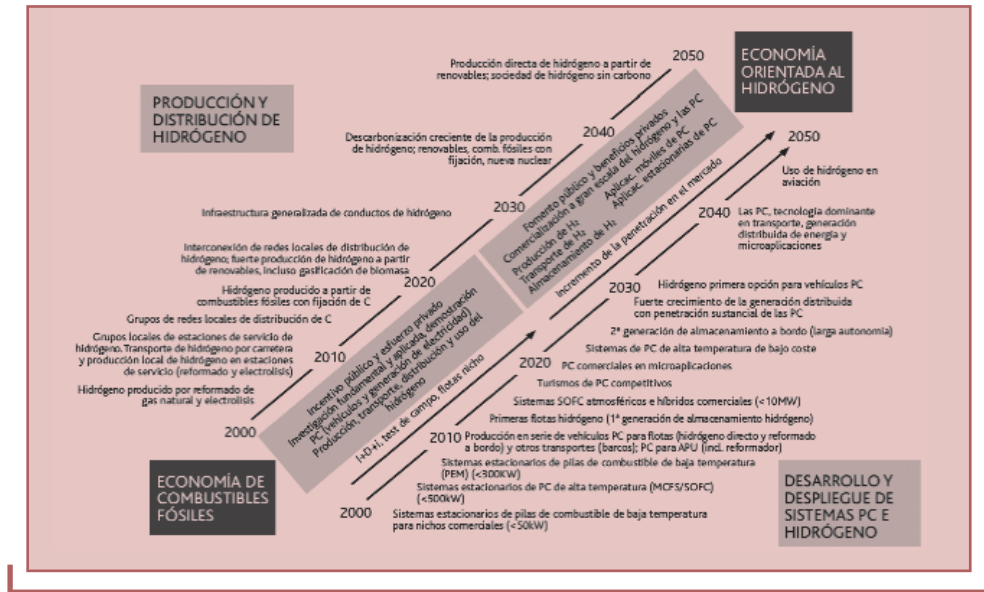 PRODUCCIÓN Y
DISTRIBUCIÓN DE
HIDRÓGENO
ECONOMÍA
ORIENTADA AL
HIDRÓGENO
2050
Producción directa de hidrógeno a partir de
renovables; sociedad de hidrógeno sin carbono
2040
Descarbonización creciente de la producción
de hidrógeno; renovables, comb. fósiles con
fijación, nueva nuclear
2030
Infraestructura generalizada de conductos de hidrógeno
Interconexión de redes locales de distribución de
hidrógeno; fuerte producción de hidrógeno a partir
de renovables, incluso gasificación de biomasa
2020
Hidrógeno producido a partir de
combustibles fósiles con fijación de C
Grupos de redes locales de distribución de C
Grupos locales de estaciones de servicio de
hidrógeno. Transporte de hidrógeno por carretera
y producción local de hidrógeno en estaciones
de servicio (reformado y electrolisis)
2010
Hidrógeno producido por reformado de
gas natural y electrolisis
2000
Fomento público y beneficios privados
Comercialización a gran escala del hidrógeno y las PC
Producción de H₂
Aplicac. móviles de PC
Transporte de H₂
Aplicac. estacionarias de PC
Almacenamiento de H₂
Incremento de la penetración en el mercado
Incentivo público y esfuerzo privado
Investigación fundamental y aplicada, demostración
PC (vehículos y generación de electricidad)
Producción, transporte, distribución y uso del
hidrógeno
I+D+i, test de campo, flotas nicho
2050
Uso de hidrógeno en
aviación
2040
Las PC, tecnología dominante
en transporte, generación
distribuida de energía y
microaplicaciones
2030
Hidrógeno primera opción para vehículos PC
Fuerte crecimiento de la generación distribuida
con penetración sustancial de las PC
2ª generación de almacenamiento a bordo (larga autonomía)
Sistemas de PC de alta temperatura de bajo coste
2020
PC comerciales en microaplicaciones
Turismos de PC competitivos
Sistemas SOFC atmosféricos e híbridos comerciales (<10MW)
Primeras flotas hidrógeno (1ª generación de almacenamiento hidrógeno)
2010
Producción en serie de vehículos PC para flotas (hidrógeno directo y reformado
a bordo) y otros transportes (barcos); PC para APU (incl. reformador)
Sistemas estacionarios de pilas de combustible de baja temperatura
(PEM) (<300KW)
Sistemas estacionarios de PC de alta temperatura (MCFS/SOFC)
(<500kW)
2000
Sistemas estacionarios de pilas de combustible de baja temperatura
para nichos comerciales (<50kW)
ECONOMÍA DE
COMBUSTIBLES
FÓSILES
DESARROLLO Y
DESPLIEGUE DE
SISTEMAS PC E
HIDRÓGENO